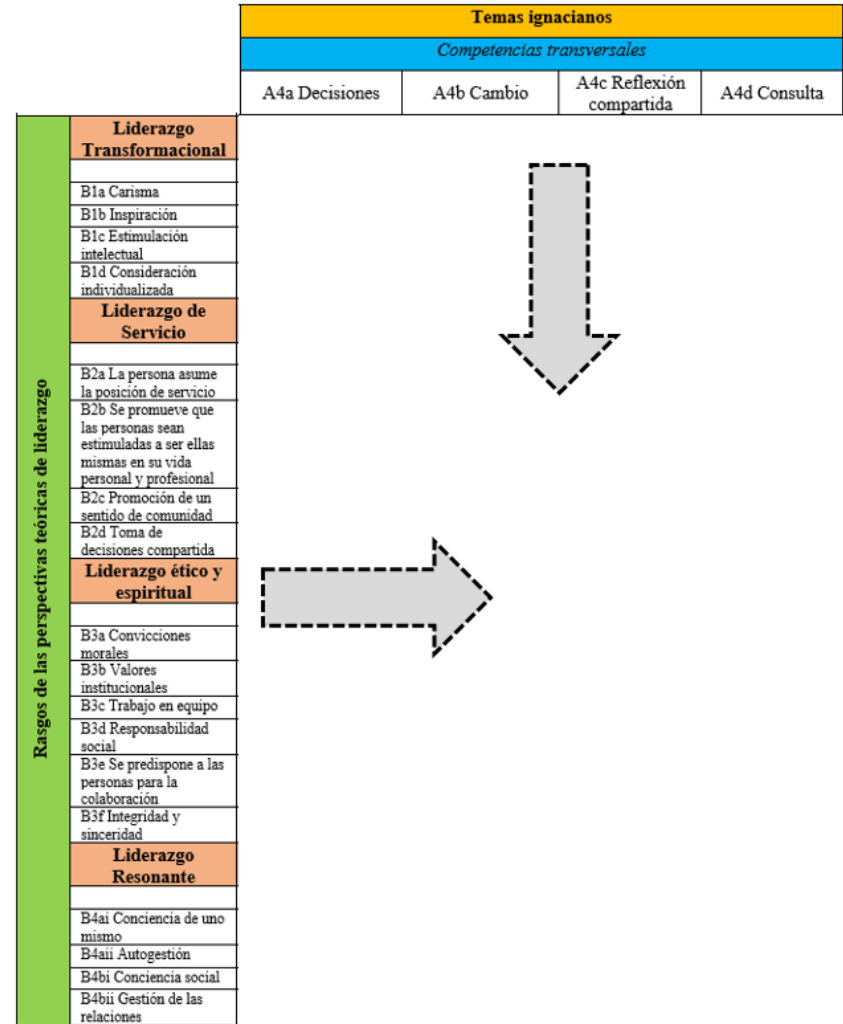 Temas ignacianos
Competencias transversales
A4a Decisiones
A4b Cambio
A4c Reflexión
compartida
A4d Consulta
Rasgos de las perspectivas teóricas de liderazgo
Liderazgo
Transformacional
B1a Carisma
B1b Inspiración
B1c Estimulación
intelectual
B1d Consideración
individualizada
Liderazgo de
Servicio
B2a La persona asume
la posición de servicio
B2b Se promueve que
las personas sean
estimuladas a ser ellas
mismas en su vida
personal y profesional
B2c Promoción de un
sentido de comunidad
B2d Toma de
decisiones compartida
Liderazgo ético y
espiritual
B3a Convicciones
morales
B3b Valores
institucionales
B3c Trabajo en equipo
B3d Responsabilidad
social
B3e Se predispone a las
personas para la
colaboración
B3f Integridad y
sinceridad
Liderazgo
Resonante
B4ai Conciencia de uno
mismo
B4aii Autogestión
B4bi Conciencia social
B4bii Gestión de las
relaciones